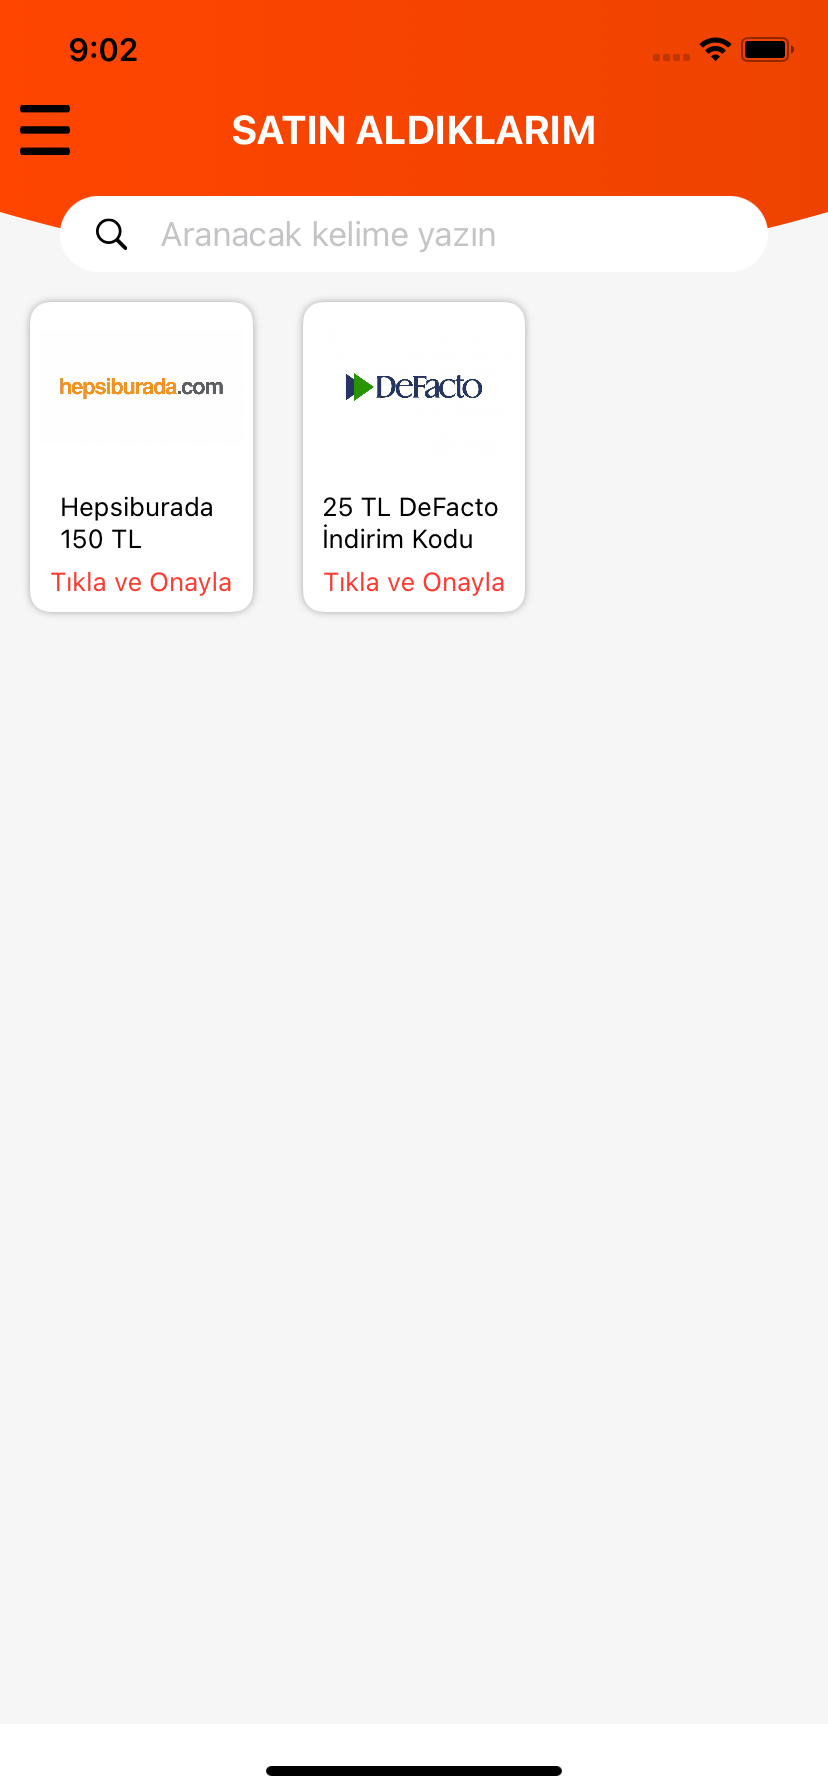 9:02
SATIN ALDIKLARIM
Aranacak kelime yazın
hepsiburada.com
Hepsiburada
150 TL
Tıkla ve Onayla
DeFacto
25 TL DeFacto
İndirim Kodu
Tıkla ve Onayla